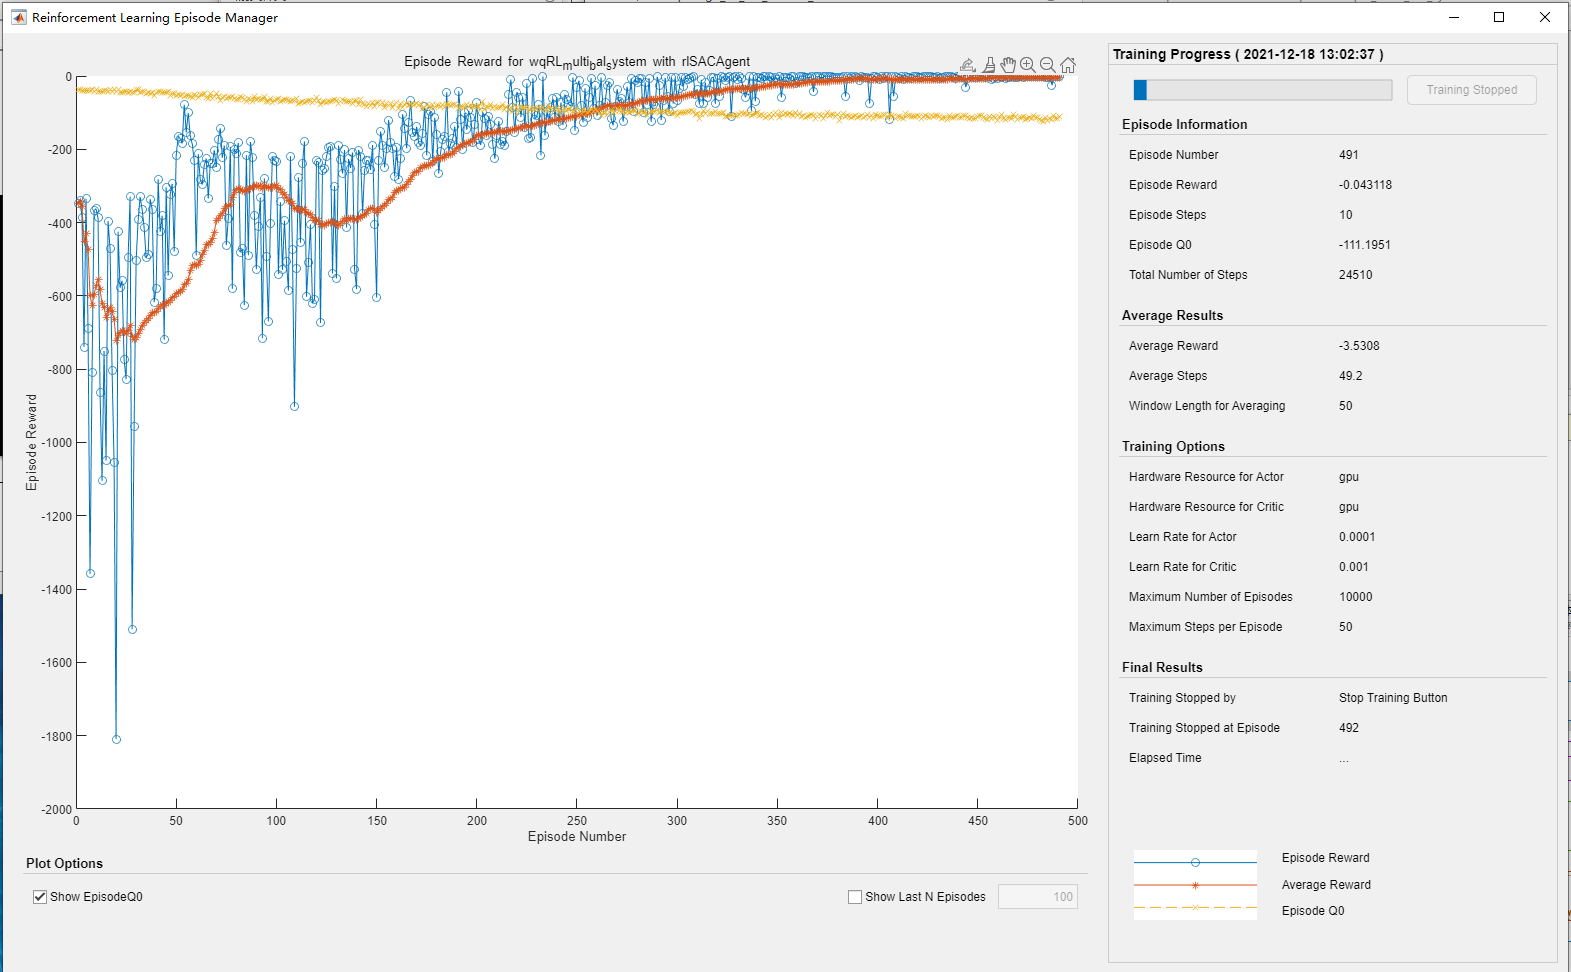 Reinforcement Learning Episode Manager
Episode Reward for wqRLmultibalsystem with rlSACAgent
0
-200
-400
-600
-800
-1000
-1200
-1400
-1600
-1800
-2000
Episode Reward
0 50 100 150 200 250 300 350 400 450 500
Episode Number
Plot Options
Show EpisodeQ0
Show Last N Episodes 100
Training Progress ( 2021-12-18 13:02:37 )
Training Stopped
Episode Information
Episode Number 491
Episode Reward -0.043118
Episode Steps 10
Episode Q0 -111.1951
Total Number of Steps 24510
Average Results
Average Reward -3.5308
Average Steps 49.2
Window Length for Averaging 50
Training Options
Hardware Resource for Actor gpu
Hardware Resource for Critic gpu
Learn Rate for Actor 0.0001
Learn Rate for Critic 0.001
Maximum Number of Episodes 10000
Maximum Steps per Episode 50
Final Results
Training Stopped by Stop Training Button
Training Stopped at Episode 492
Elapsed Time ...
Episode Reward
Average Reward
Episode Q0